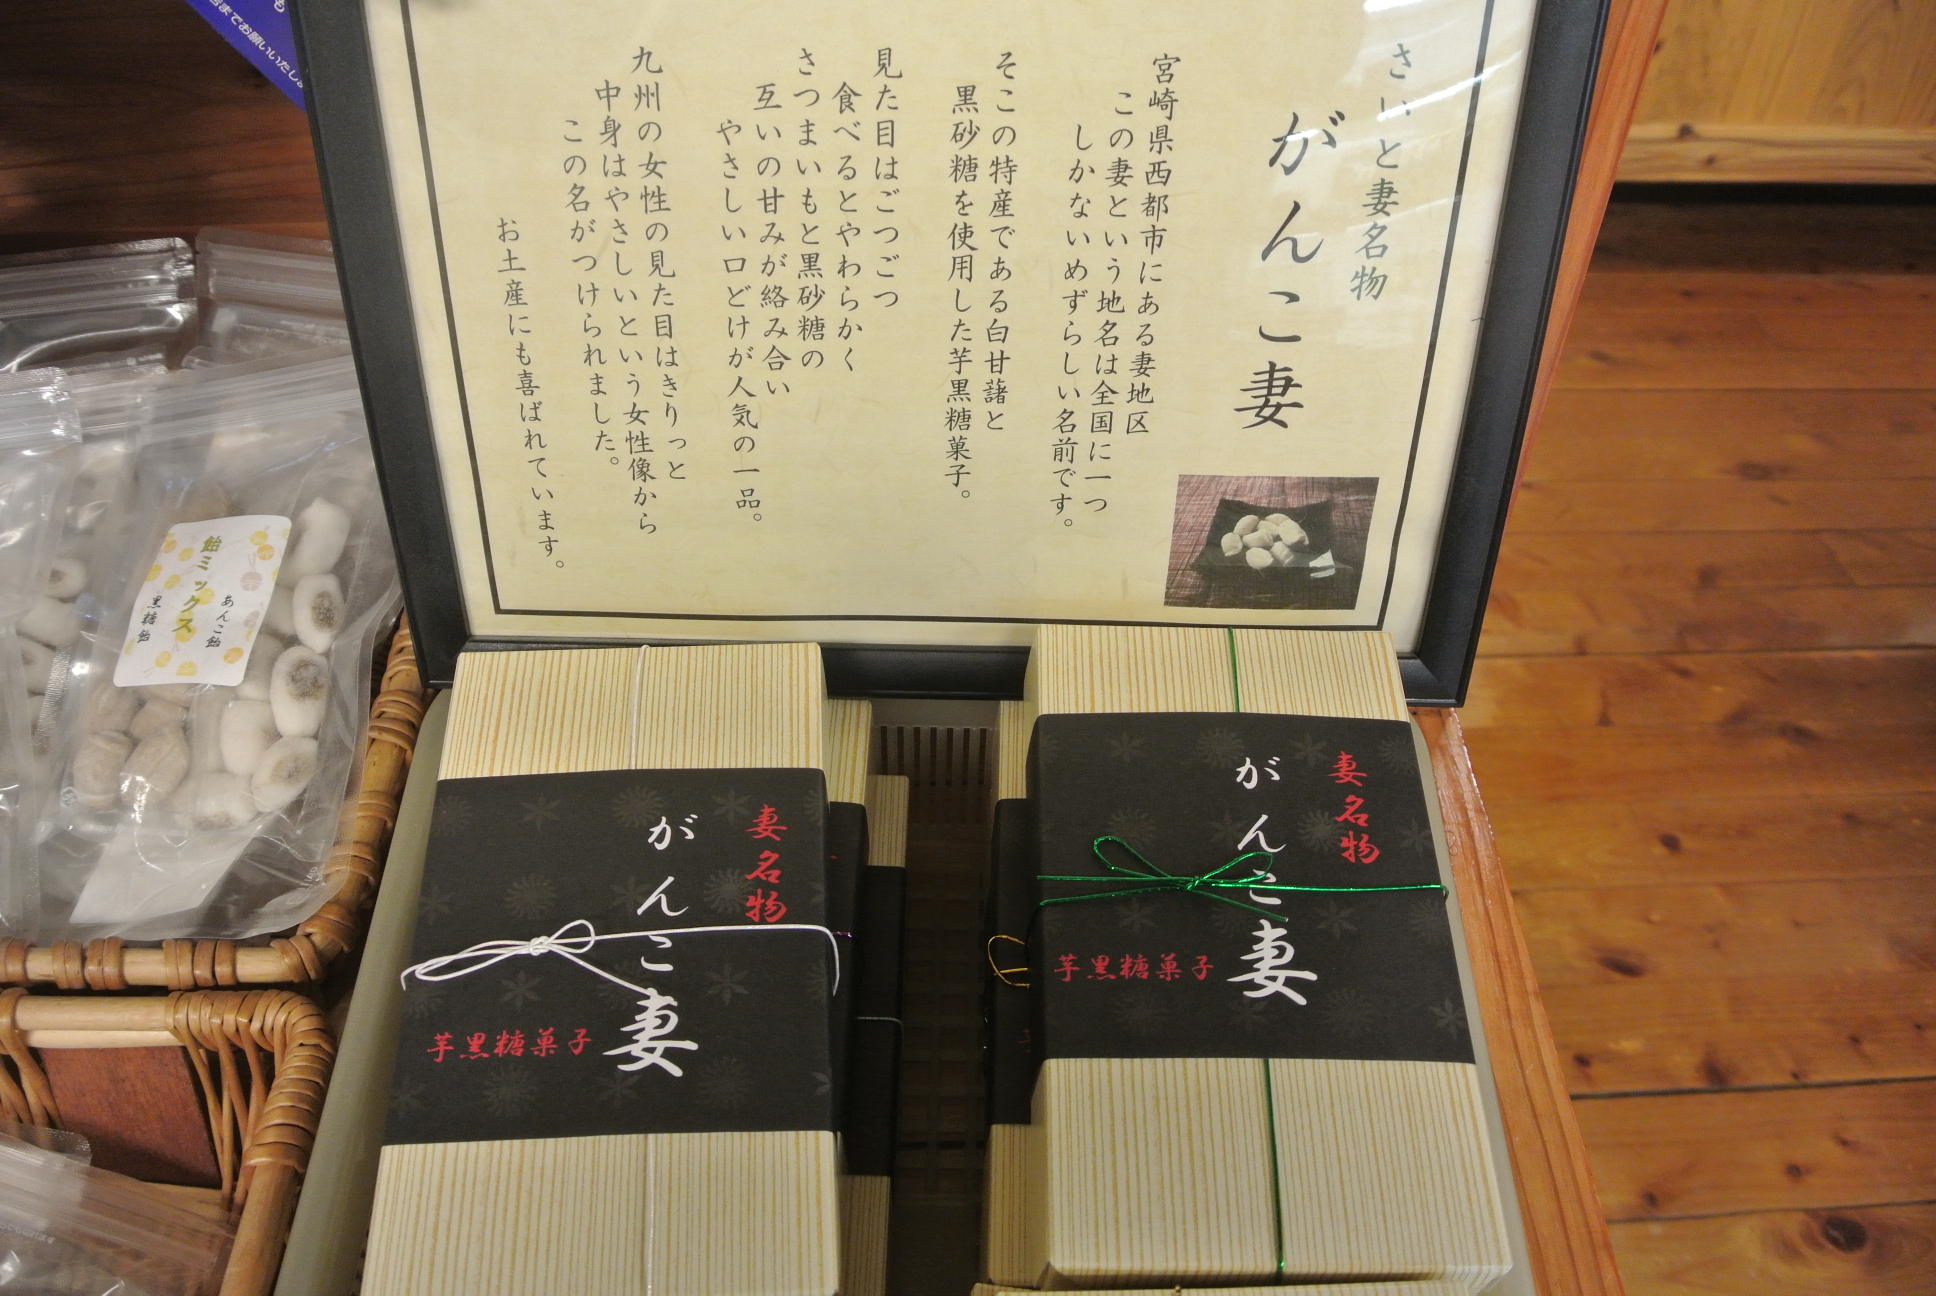 さいと妻名物
がんこ妻
宮崎県西都市にある妻地区
この妻という地名は全国に一つ
しかないめずらしい名前です。
そこの特産である白甘藷と
黒砂糖を使用した芋黒糖菓子。
見た目はごつごつ
食べるとやわらかく
さつまいもと黒砂糖の
互いの甘みが絡み合い
やさしい口どけが人気の一品。
九州の女性の見た目はきりっと
中身はやさしいという女性像から
この名がつけられました。
お土産にも喜ばれています。
妻名物
がんこ妻
芋黒糖菓子
妻名物
がんこ妻
芋黒糖菓子
あんこ飴
飴ミックス
黒糖飴
までお願いいたしま